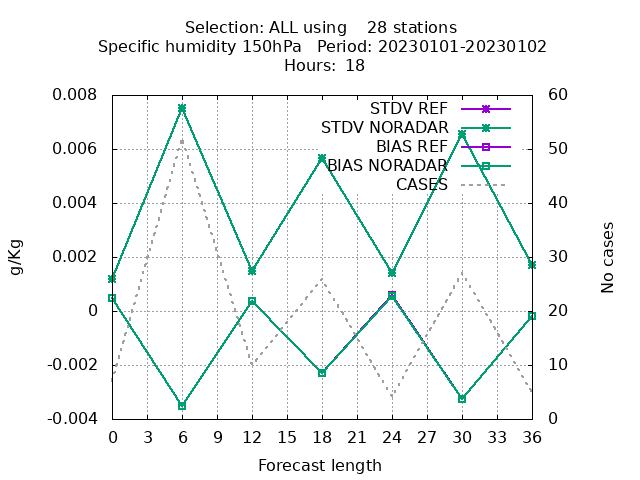 Selection: ALL using    28 stations
Specific humidity 150hPa   Period: 20230101-20230102
Hours: 18
STDV REF
STDV NORADAR
BIAS REF
BIAS NORADAR
CASES
0.008
0.006
0.004
0.002
0
-0.002
-0.004
g/Kg
60
50
40
30
20
10
0
No cases
0 3 6 9 12 15 18 21 24 27 30 33 36
Forecast length